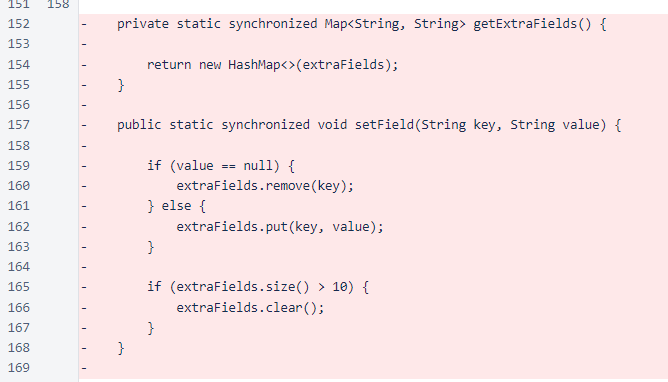 151 158
152 - private static synchronized Map<String, String> getExtraFields() {
153 -
154 - return new HashMap<>(extraFields);
155 - }
156 -
157 - public static synchronized void setField(String key, String value) {
158 -
159 - if (value == null) {
160 - extraFields.remove(key);
161 - } else {
162 - extraFields.put(key, value);
163 - }
164 -
165 - if (extraFields.size() > 10) {
166 - extraFields.clear();
167 - }
168 - }
169 -